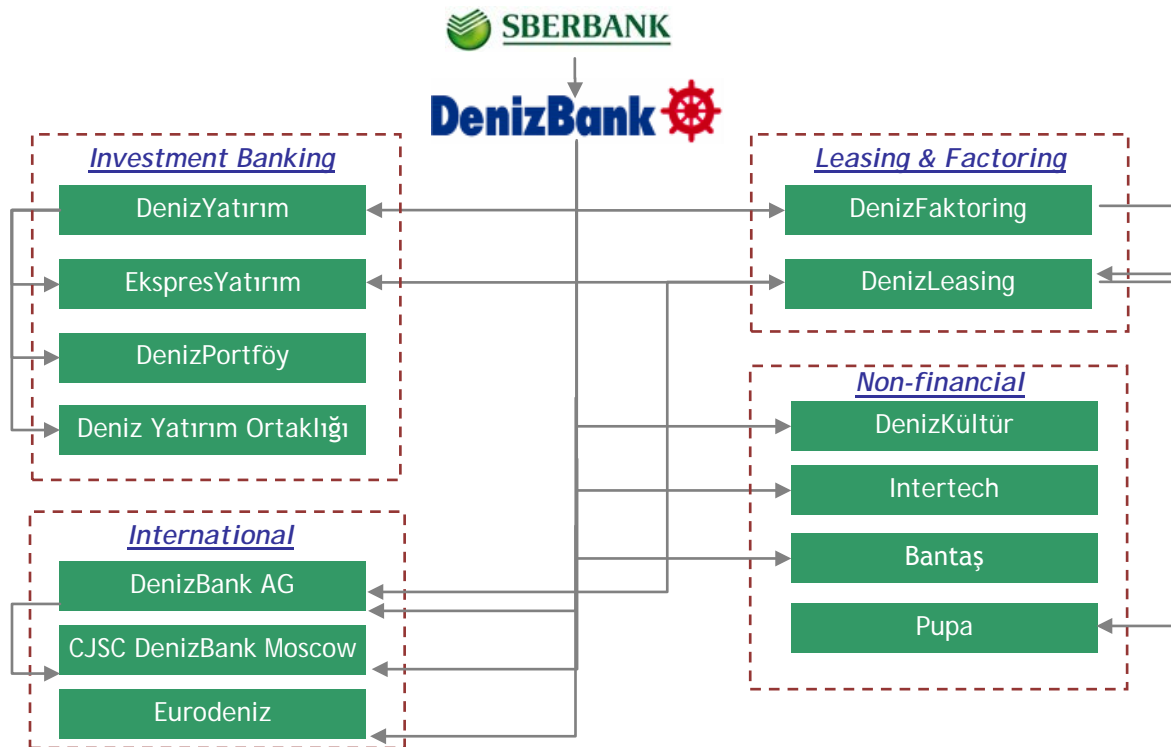 SBERBANK
DenizBank
Investment Banking
DenizYatırım
EkspresYatırım
DenizPortföy
Deniz Yatırım Ortaklığı
Leasing & Factoring
DenizFaktoring
DenizLeasing
Non-financial
DenizKültür
Intertech
Bantaş
Pupa
International
DenizBank AG
CJSC DenizBank Moscow
Eurodeniz